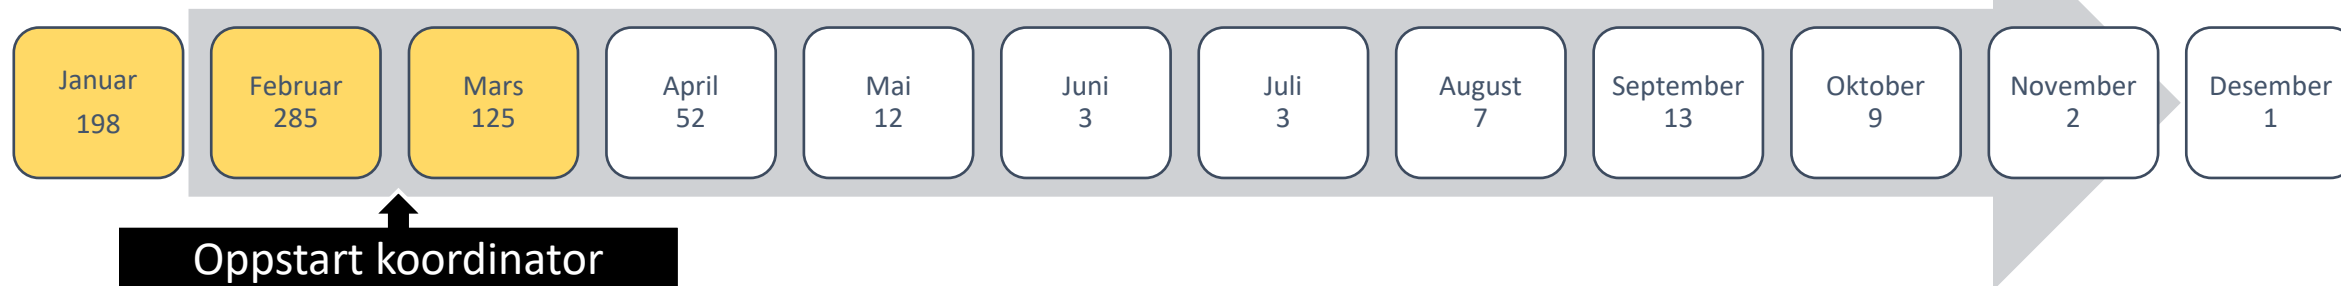 Januar
198
Februar
285
Mars
125
April
52
Mai
12
Juni
3
Juli
3
August
7
September
13
Oktober
9
November
2
Desember
1
Oppstart koordinator